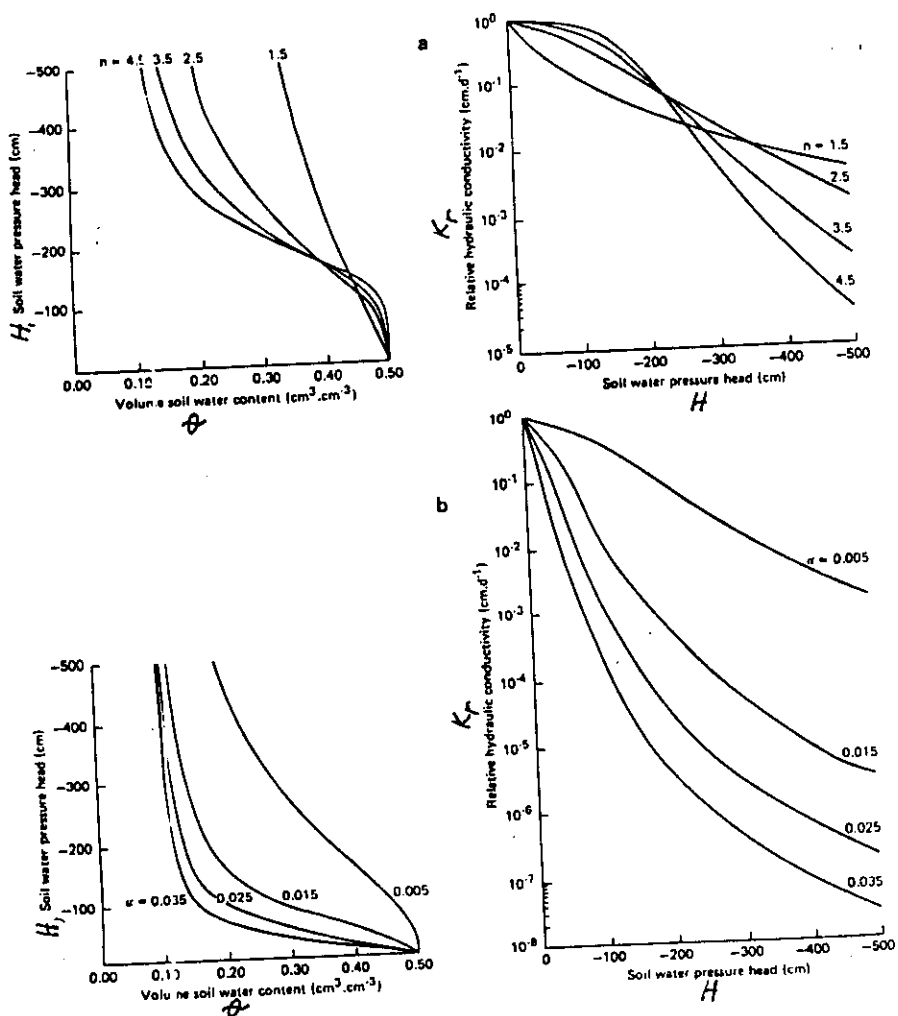 a
n = 4.5 3.5 2.5 1.5
-500
-400
-300
-200
-100
H, Soil water pressure head (cm)
0.00 0.10 0.20 0.30 0.40 0.50
Volume soil water content (cm³.cm⁻³)
θ
10⁰
10⁻¹
10⁻²
10⁻³
10⁻⁴
10⁻⁵
Kr Relative hydraulic conductivity (cm.d⁻¹)
n = 1.5
2.5
3.5
4.5
0 -100 -200 -300 -400 -500
Soil water pressure head (cm)
H
b
-500
-400
-300
-200
-100
H, Soil water pressure head (cm)
α = 0.035 0.025 0.015 0.005
0.00 0.10 0.20 0.30 0.40 0.50
Volume soil water content (cm³.cm⁻³)
θ
10⁰
10⁻¹
10⁻²
10⁻³
10⁻⁴
10⁻⁵
10⁻⁶
10⁻⁷
10⁻⁸
Kr Relative hydraulic conductivity (cm.d⁻¹)
α = 0.005
0.015
0.025
0.035
0 -100 -200 -300 -400 -500
Soil water pressure head (cm)
H